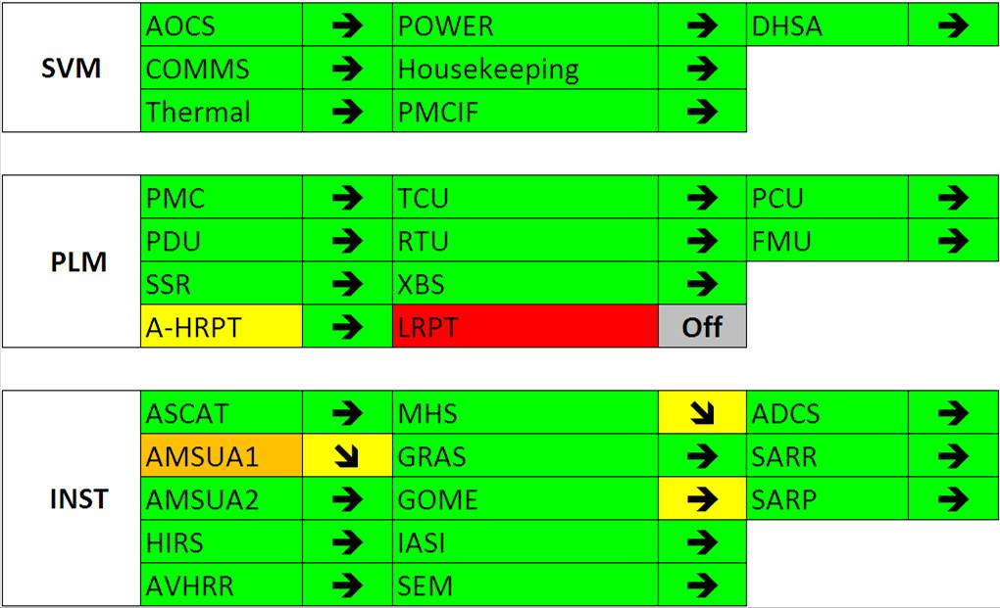 AOCS → POWER → DHSA →
SVM COMMS → Housekeeping →
Thermal → PMCIF →
PMC → TCU → PCU →
PDU → RTU → FMU →
PLM
SSR → XBS →
A-HRPT → LRPT Off
ASCAT → MHS ↘ ADCS →
AMSUA1 ↘ GRAS → SARR →
INST AMSUA2 → GOME → SARP →
HIRS → IASI →
AVHRR → SEM →